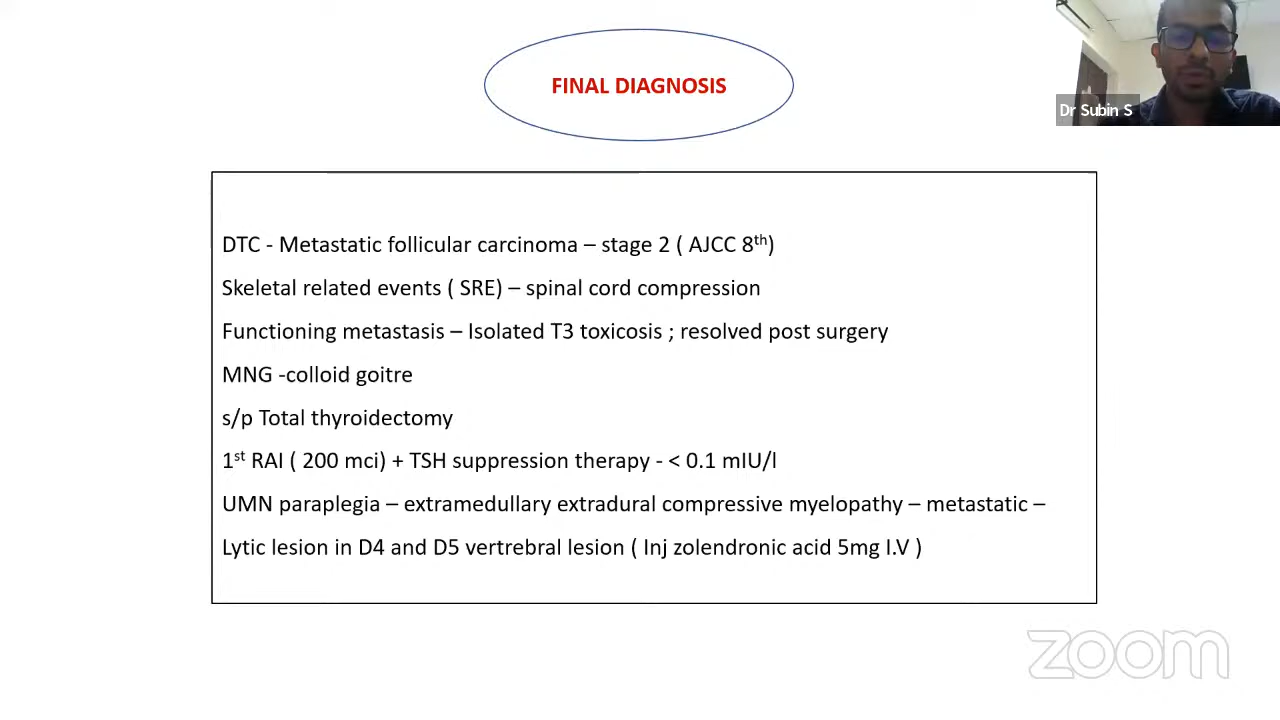 FINAL DIAGNOSIS
Dr Subin S
DTC - Metastatic follicular carcinoma – stage 2 ( AJCC 8th)
Skeletal related events ( SRE) – spinal cord compression
Functioning metastasis – Isolated T3 toxicosis ; resolved post surgery
MNG -colloid goitre
s/p Total thyroidectomy
1st RAI ( 200 mci) + TSH suppression therapy - < 0.1 mIU/l
UMN paraplegia – extramedullary extradural compressive myelopathy – metastatic –
Lytic lesion in D4 and D5 vertrebral lesion ( Inj zolendronic acid 5mg I.V )
zoom